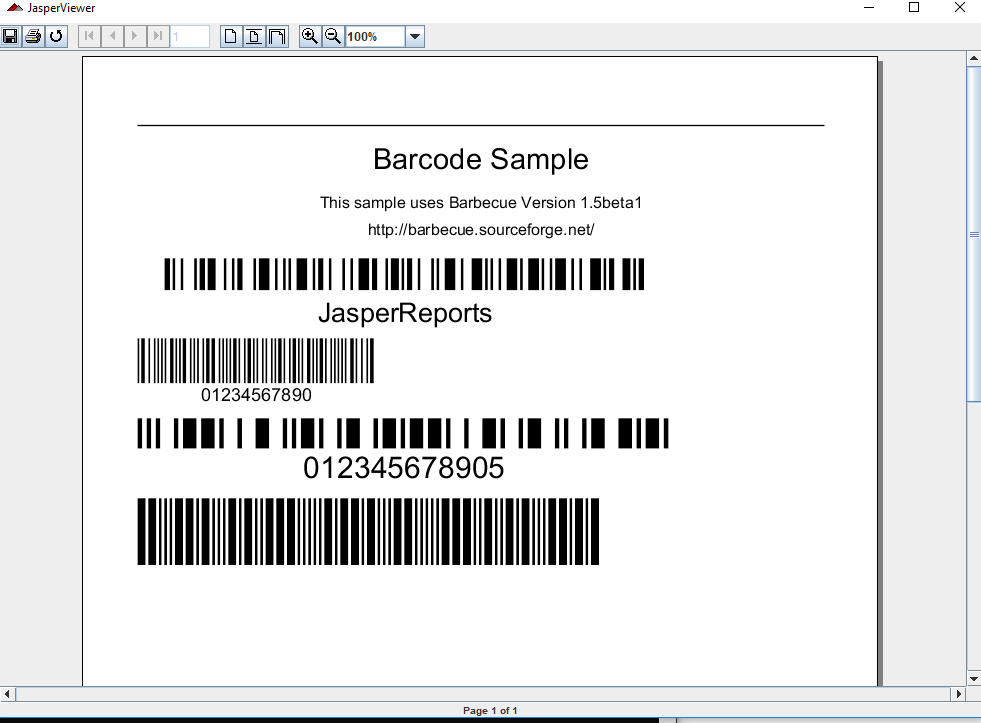 JasperViewer
1
100%
Barcode Sample
This sample uses Barbecue Version 1.5beta1
http://barbecue.sourceforge.net/
JasperReports
01234567890
012345678905
Page 1 of 1